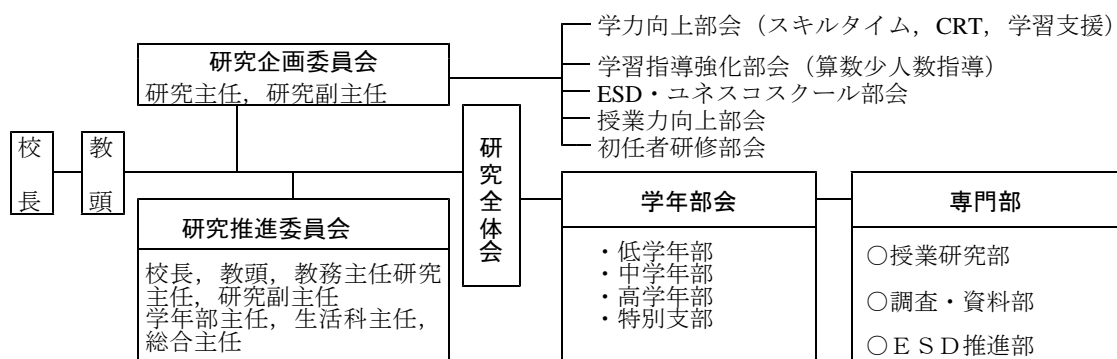 学力向上部会（スキルタイム，CRT，学習支援）
研究企画委員会
研究主任，研究副主任
学習指導強化部会（算数少人数指導）
ESD・ユネスコスクール部会
授業力向上部会
初任者研修部会
校長
教頭
研究全体会
研究推進委員会
校長，教頭，教務主任研究
主任，研究副主任
学年部主任，生活科主任，
総合主任
学年部会
・低学年部
・中学年部
・高学年部
・特別支部
専門部
○授業研究部
○調査・資料部
○ＥＳＤ推進部